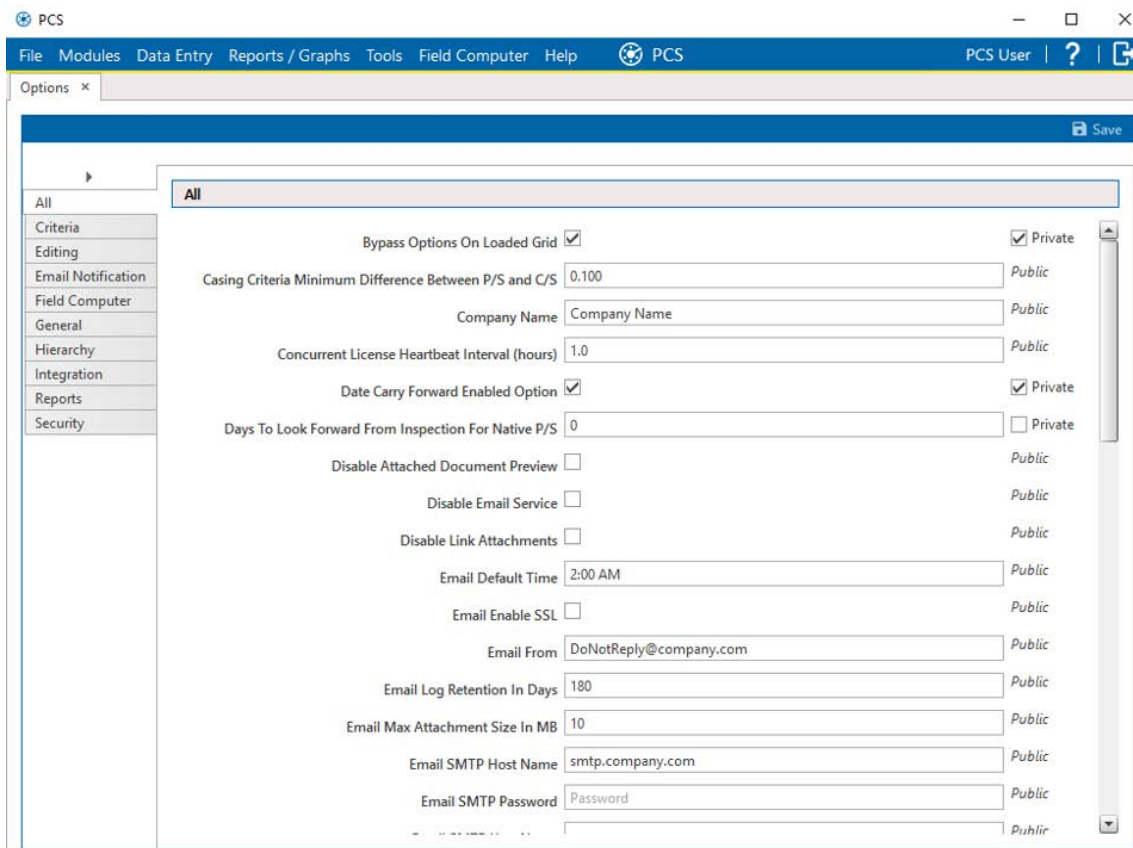 PCS
File Modules Data Entry Reports / Graphs Tools Field Computer Help PCS PCS User | ? |
Options ×
Save
All
Criteria
Editing
Email Notification
Field Computer
General
Hierarchy
Integration
Reports
Security
All
Bypass Options On Loaded Grid Private
Casing Criteria Minimum Difference Between P/S and C/S 0.100 Public
Company Name Company Name Public
Concurrent License Heartbeat Interval (hours) 1.0 Public
Date Carry Forward Enabled Option Private
Days To Look Forward From Inspection For Native P/S 0 Private
Disable Attached Document Preview Public
Disable Email Service Public
Disable Link Attachments Public
Email Default Time 2:00 AM Public
Email Enable SSL Public
Email From DoNotReply@company.com Public
Email Log Retention In Days 180 Public
Email Max Attachment Size In MB 10 Public
Email SMTP Host Name smtp.company.com Public
Email SMTP Password Password Public
Public